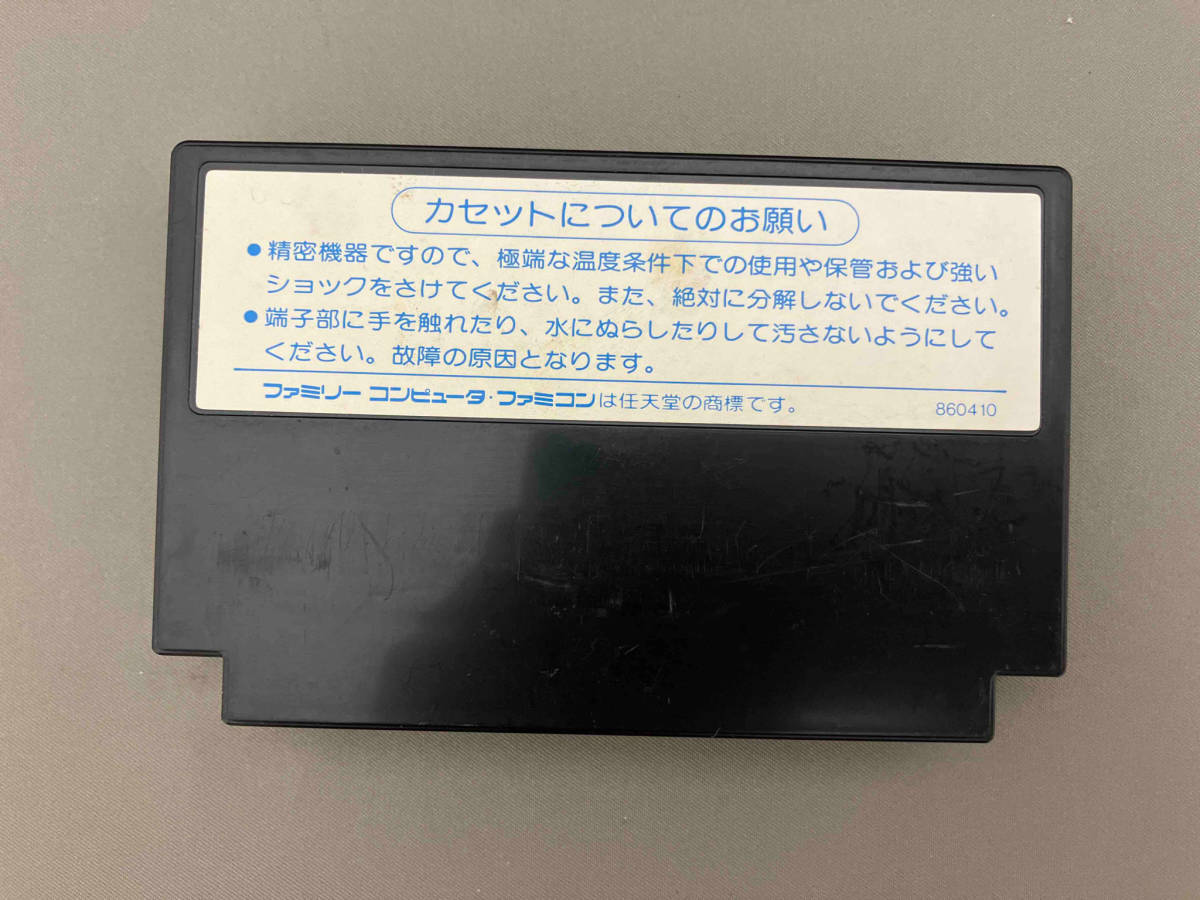 カセットについてのお願い
●精密機器ですので、極端な温度条件下での使用や保管および強い
ショックをさけてください。また、絶対に分解しないでください。
●端子部に手を触れたり、水にぬらしたりして汚さないようにして
ください。故障の原因となります。
ファミリー コンピュータ・ファミコンは任天堂の商標です。 860410